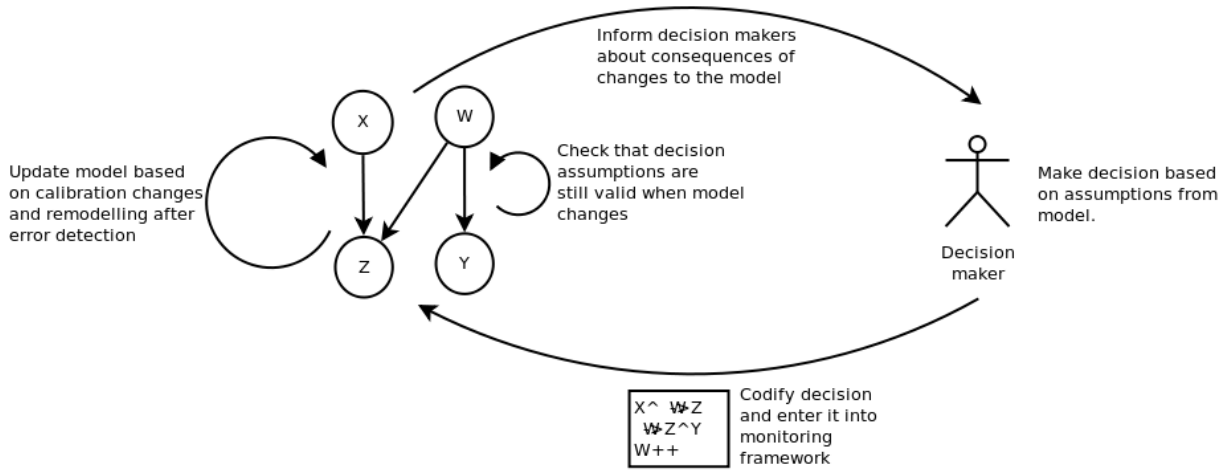 Inform decision makers
about consequences of
changes to the model
X
W
Update model based
on calibration changes
and remodelling after
error detection
Check that decision
assumptions are
still valid when model
changes
Make decision based
on assumptions from
model.
Z
Y
Decision
maker
X^ W->Z
W->Z^Y
W++
Codify decision
and enter it into
monitoring
framework